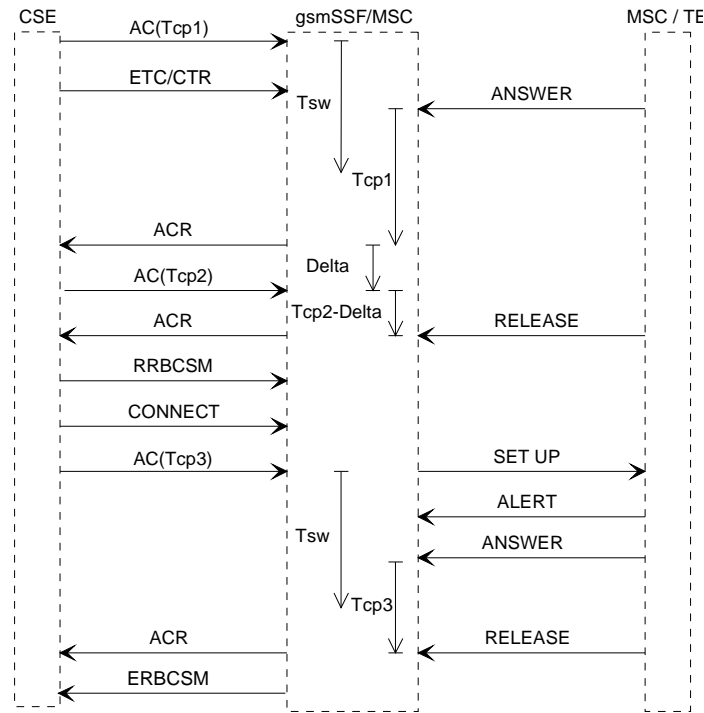 CSE
gsmSSF/MSC
MSC / TE
AC(Tcp1)
ETC/CTR
Tsw
ANSWER
Tcp1
ACR
Delta
AC(Tcp2)
Tcp2-Delta
ACR
RELEASE
RRBCSM
CONNECT
AC(Tcp3)
SET UP
ALERT
Tsw
ANSWER
Tcp3
ACR
RELEASE
ERBCSM